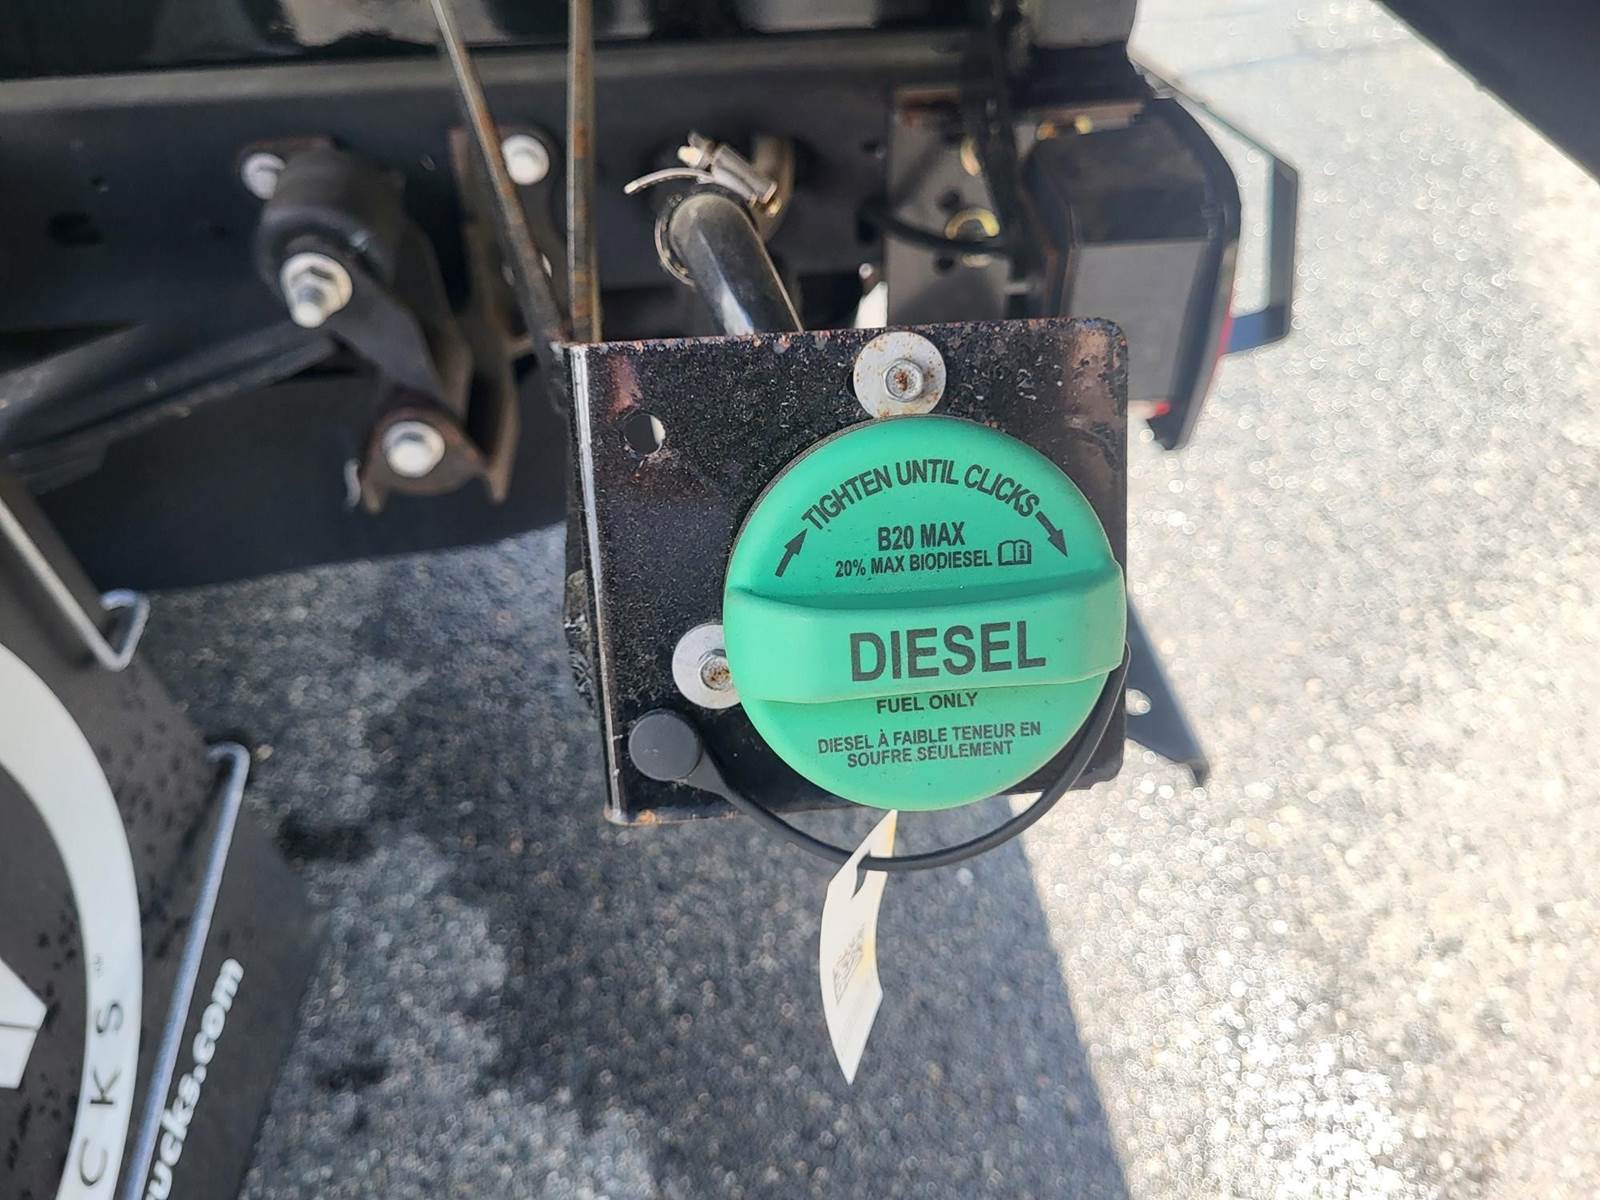 TIGHTEN UNTIL CLICKS
B20 MAX
20% MAX BIODIESEL
DIESEL
FUEL ONLY
DIESEL À FAIBLE TENEUR EN
SOUFRE SEULEMENT
CKS
rucks.com